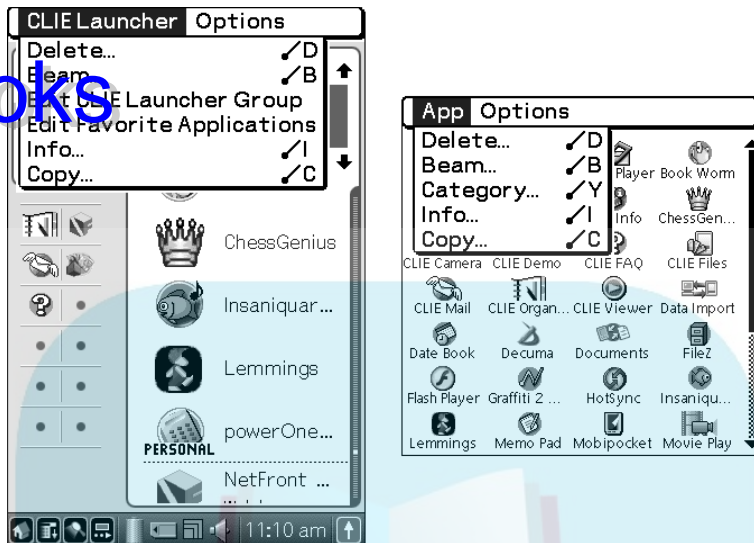 CLIE Launcher Options
Delete... D
Beam... B
Edit CLIE Launcher Group
Edit Favorite Applications
Info... I
Copy... C
oks
ChessGenius
Insaniquar...
Lemmings
PERSONAL powerOne...
NetFront ...
11:10 am
App Options
Delete... D
Beam... B
Category... Y
Info... I
Copy... C
Player Book Worm
Info ChessGen...
CLIE Camera CLIE Demo CLIE FAQ CLIE Files
CLIE Mail CLIE Organ... CLIE Viewer Data Import
Date Book Decuma Documents FileZ
Flash Player Graffiti 2 ... HotSync Insaniqu...
Lemmings Memo Pad Mobipocket Movie Play